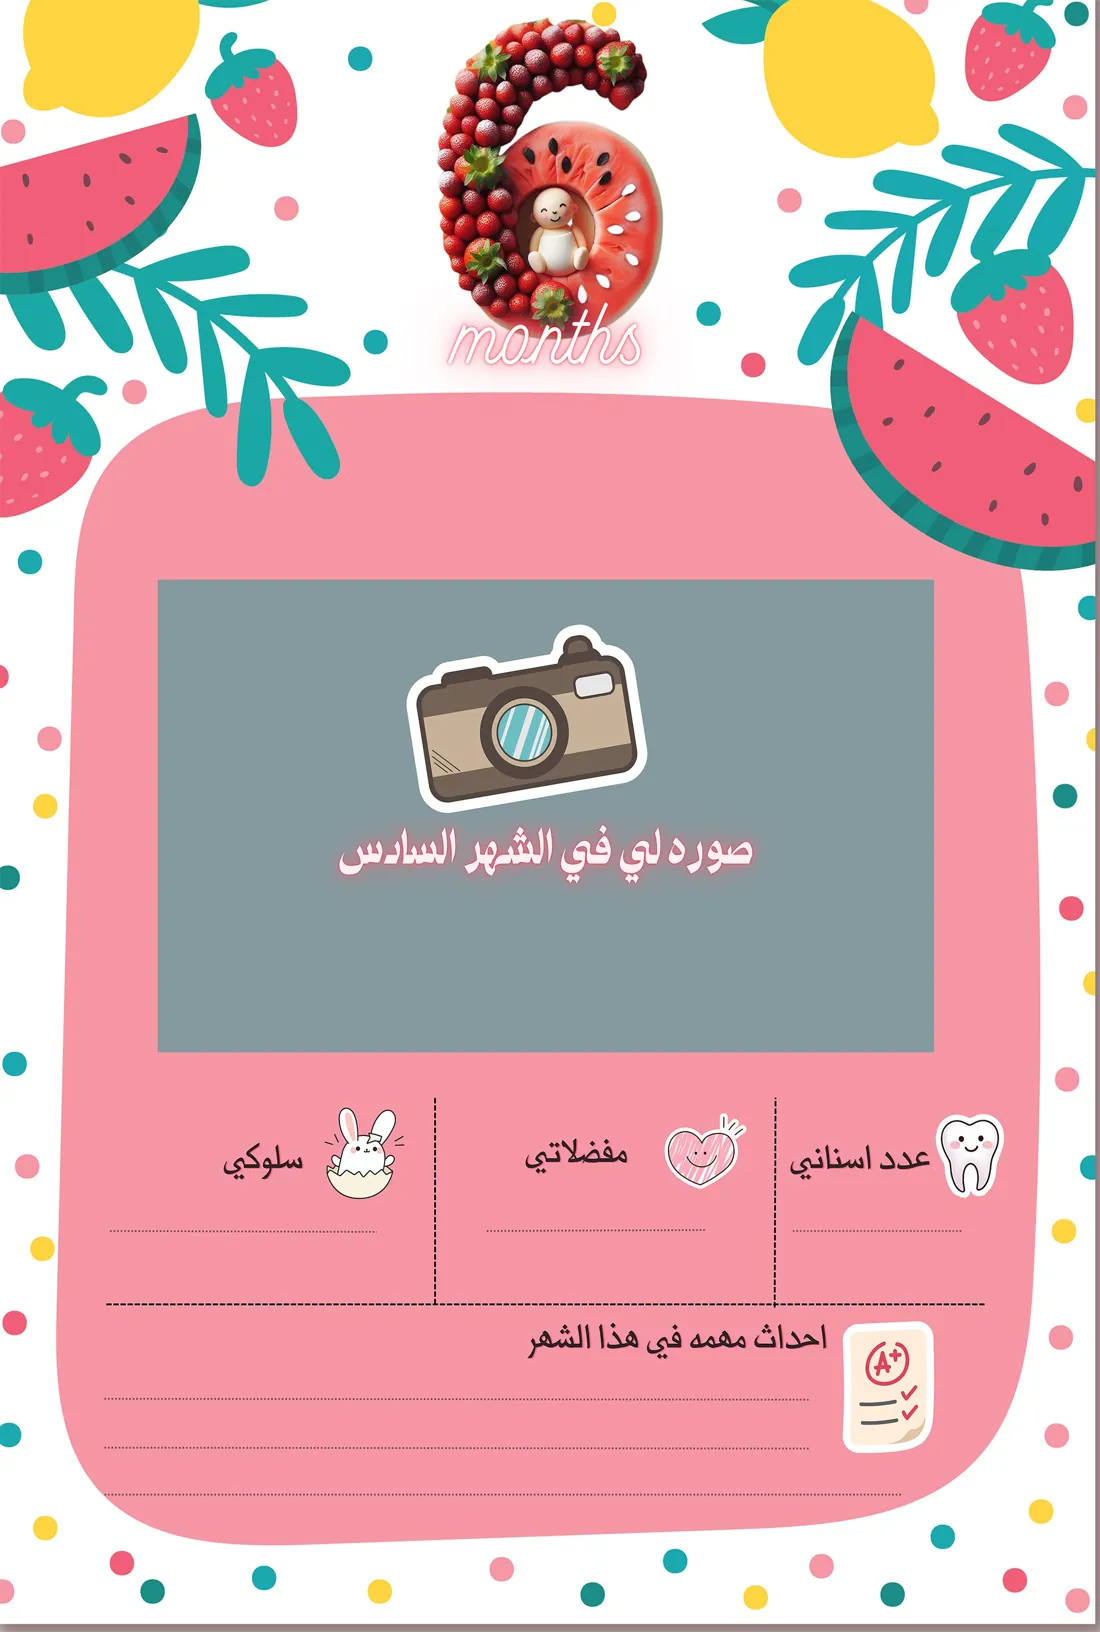 6
months
صوره لي في الشهر السادس
عدد اسناني
مفضلاتي
سلوكي
احداث مهمه في هذا الشهر
A+